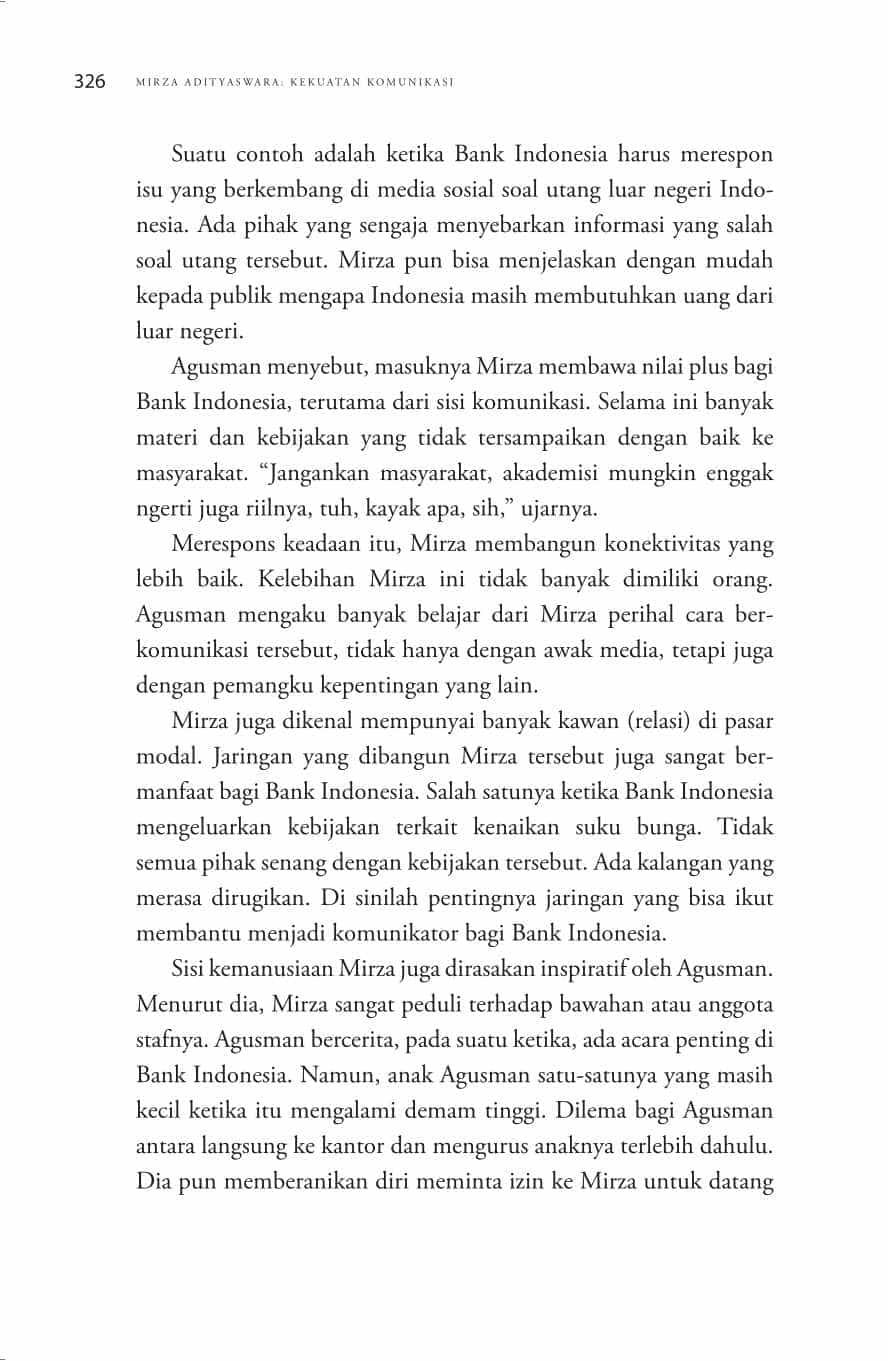 326 MIRZA ADITYASWARA: KEKUATAN KOMUNIKASI
Suatu contoh adalah ketika Bank Indonesia harus merespon
isu yang berkembang di media sosial soal utang luar negeri Indo-
nesia. Ada pihak yang sengaja menyebarkan informasi yang salah
soal utang tersebut. Mirza pun bisa menjelaskan dengan mudah
kepada publik mengapa Indonesia masih membutuhkan uang dari
luar negeri.
Agusman menyebut, masuknya Mirza membawa nilai plus bagi
Bank Indonesia, terutama dari sisi komunikasi. Selama ini banyak
materi dan kebijakan yang tidak tersampaikan dengan baik ke
masyarakat. “Jangankan masyarakat, akademisi mungkin enggak
ngerti juga riilnya, tuh, kayak apa, sih,” ujarnya.
Merespons keadaan itu, Mirza membangun konektivitas yang
lebih baik. Kelebihan Mirza ini tidak banyak dimiliki orang.
Agusman mengaku banyak belajar dari Mirza perihal cara ber-
komunikasi tersebut, tidak hanya dengan awak media, tetapi juga
dengan pemangku kepentingan yang lain.
Mirza juga dikenal mempunyai banyak kawan (relasi) di pasar
modal. Jaringan yang dibangun Mirza tersebut juga sangat ber-
manfaat bagi Bank Indonesia. Salah satunya ketika Bank Indonesia
mengeluarkan kebijakan terkait kenaikan suku bunga. Tidak
semua pihak senang dengan kebijakan tersebut. Ada kalangan yang
merasa dirugikan. Di sinilah pentingnya jaringan yang bisa ikut
membantu menjadi komunikator bagi Bank Indonesia.
Sisi kemanusiaan Mirza juga dirasakan inspiratif oleh Agusman.
Menurut dia, Mirza sangat peduli terhadap bawahan atau anggota
stafnya. Agusman bercerita, pada suatu ketika, ada acara penting di
Bank Indonesia. Namun, anak Agusman satu-satunya yang masih
kecil ketika itu mengalami demam tinggi. Dilema bagi Agusman
antara langsung ke kantor dan mengurus anaknya terlebih dahulu.
Dia pun memberanikan diri meminta izin ke Mirza untuk datang